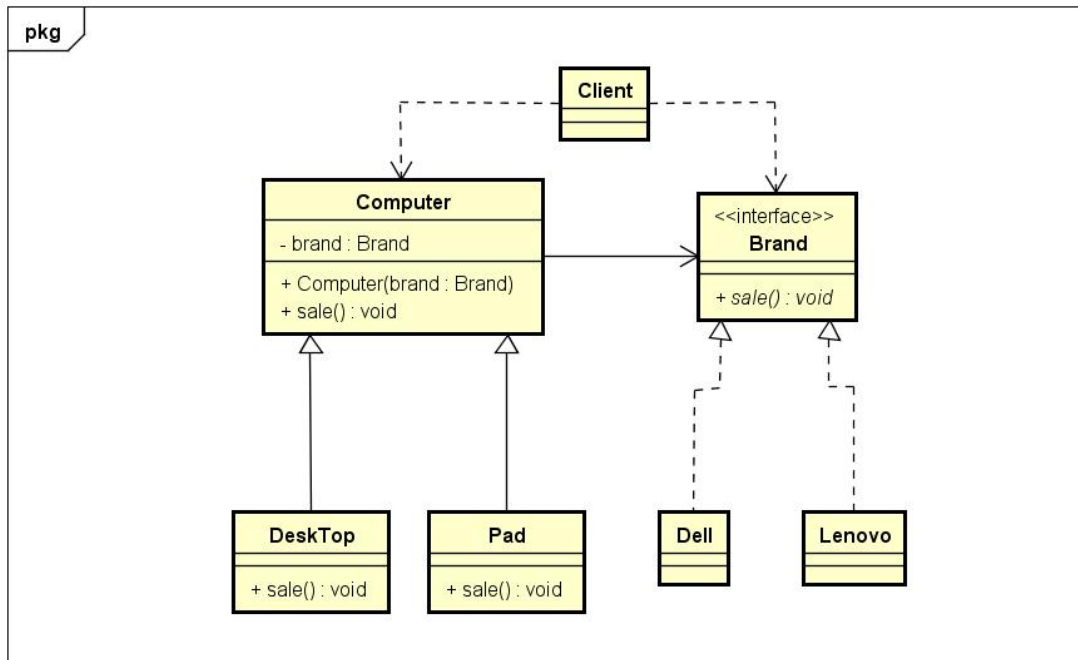 pkg
Client
Computer
- brand : Brand
+ Computer(brand : Brand)
+ sale() : void
<<interface>>
Brand
+ sale() : void
DeskTop
+ sale() : void
Pad
+ sale() : void
Dell
Lenovo